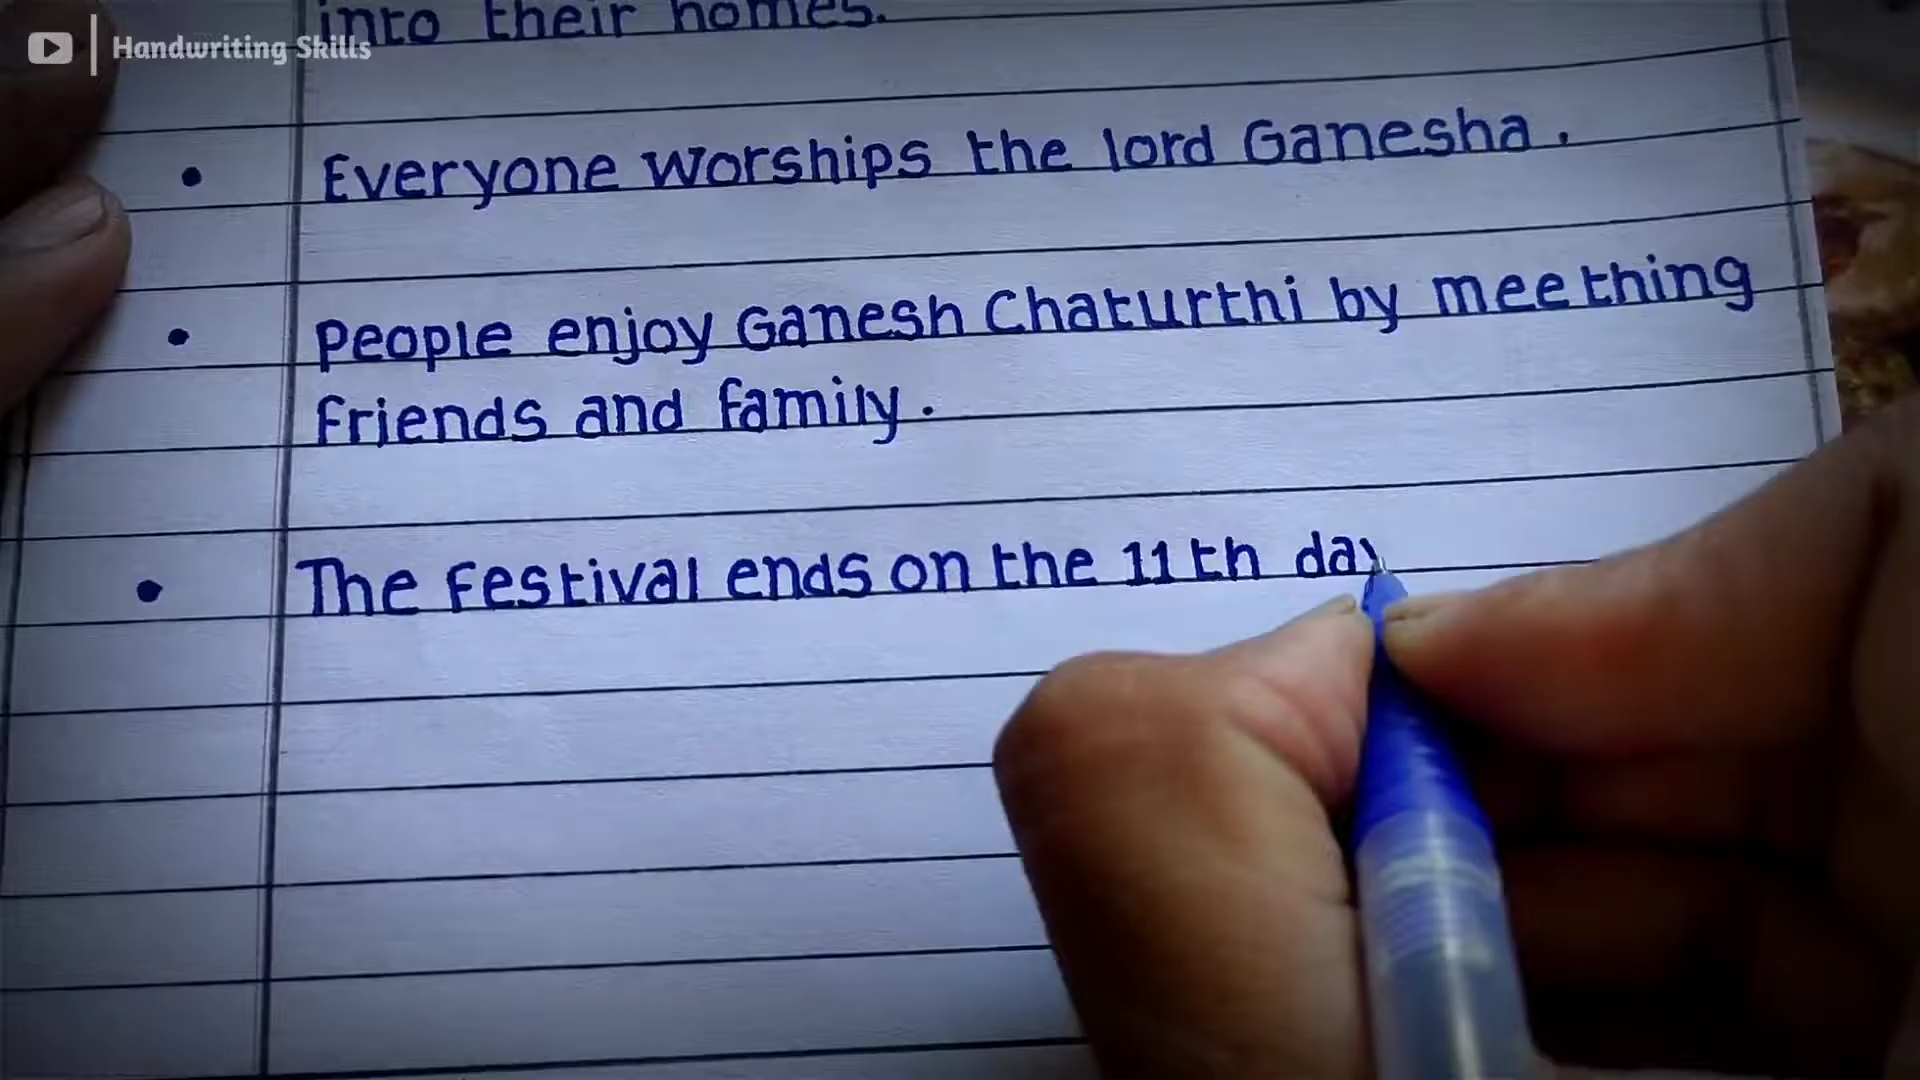 into their homes.
Handwriting Skills
• Everyone worships the lord Ganesha.
• People enjoy Ganesh Chaturthi by meething
friends and family.
• The festival ends on the 11th day